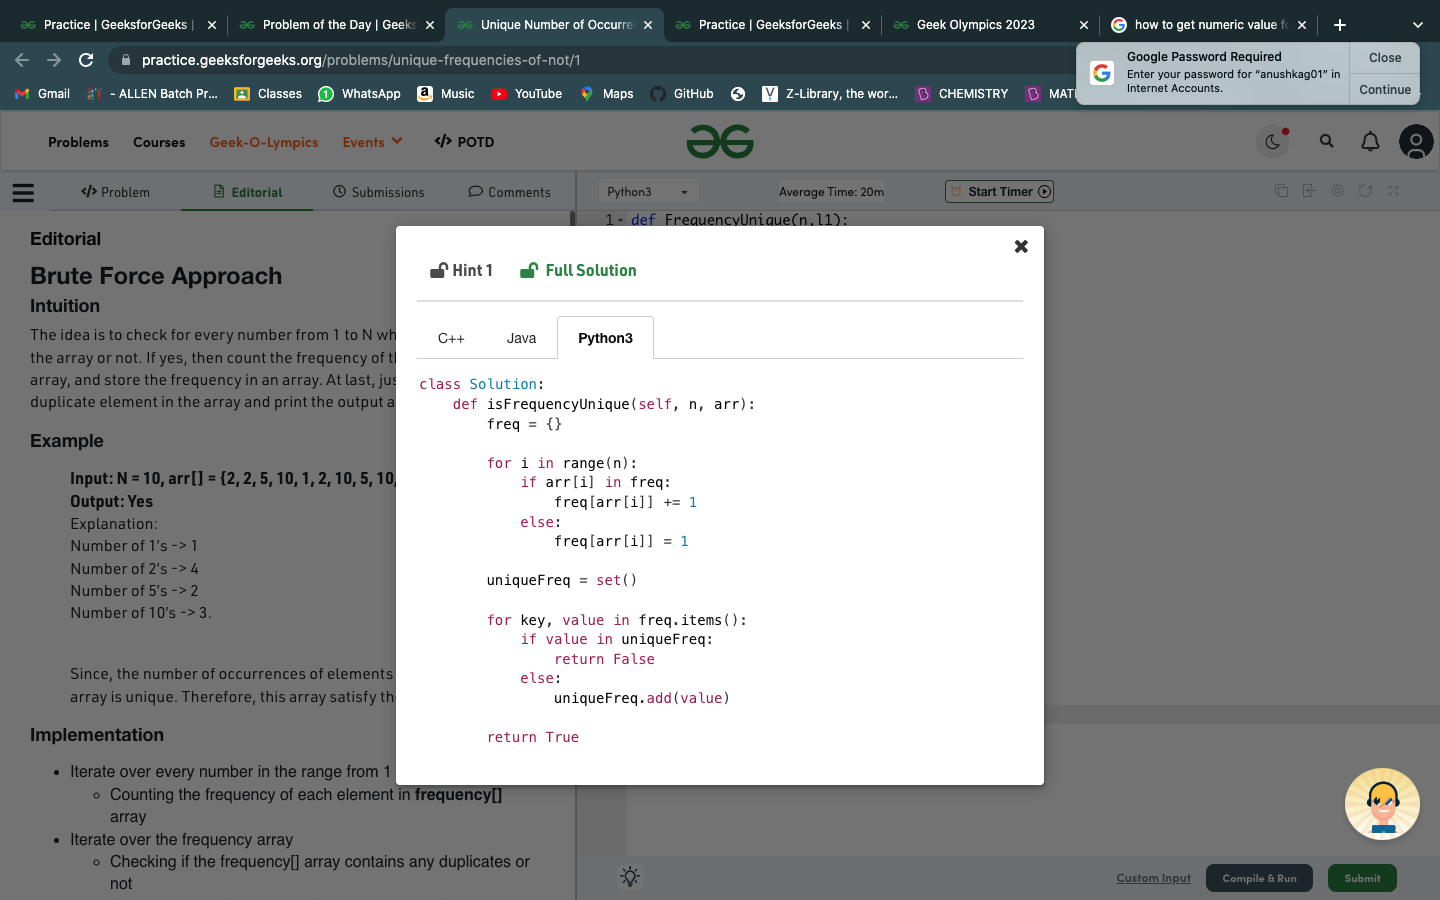 Practice | GeeksforGeeks |
Problem of the Day | Geeks
Unique Number of Occurre
Practice | GeeksforGeeks |
Geek Olympics 2023
how to get numeric value fo
practice.geeksforgeeks.org/problems/unique-frequencies-of-not/1
Google Password Required
Enter your password for “anushkag01” in
Internet Accounts.
Close
Continue
Gmail
- ALLEN Batch Pr...
Classes
WhatsApp
Music
YouTube
Maps
GitHub
Z-Library, the wor...
CHEMISTRY
Problems
Courses
Geek-O-Lympics
Events
</> POTD
</> Problem
Editorial
Submissions
Comments
Python3
Average Time: 20m
Start Timer
1 def FrequencyUnique(n,l1):
Editorial
Brute Force Approach
Intuition
The idea is to check for every number from 1 to N wh
the array or not. If yes, then count the frequency of th
array, and store the frequency in an array. At last, jus
duplicate element in the array and print the output a
Example
Input: N = 10, arr[] = {2, 2, 5, 10, 1, 2, 10, 5, 10,
Output: Yes
Explanation:
Number of 1’s -> 1
Number of 2’s -> 4
Number of 5’s -> 2
Number of 10’s -> 3.
Since, the number of occurrences of elements
array is unique. Therefore, this array satisfy th
Implementation
• Iterate over every number in the range from 1
◦ Counting the frequency of each element in frequency[]
array
• Iterate over the frequency array
◦ Checking if the frequency[] array contains any duplicates or
not
Hint 1
Full Solution
C++
Java
Python3
class Solution:
    def isFrequencyUnique(self, n, arr):
        freq = {}
        for i in range(n):
            if arr[i] in freq:
                freq[arr[i]] += 1
            else:
                freq[arr[i]] = 1
        uniqueFreq = set()
        for key, value in freq.items():
            if value in uniqueFreq:
                return False
            else:
                uniqueFreq.add(value)
        return True
Custom Input
Compile & Run
Submit